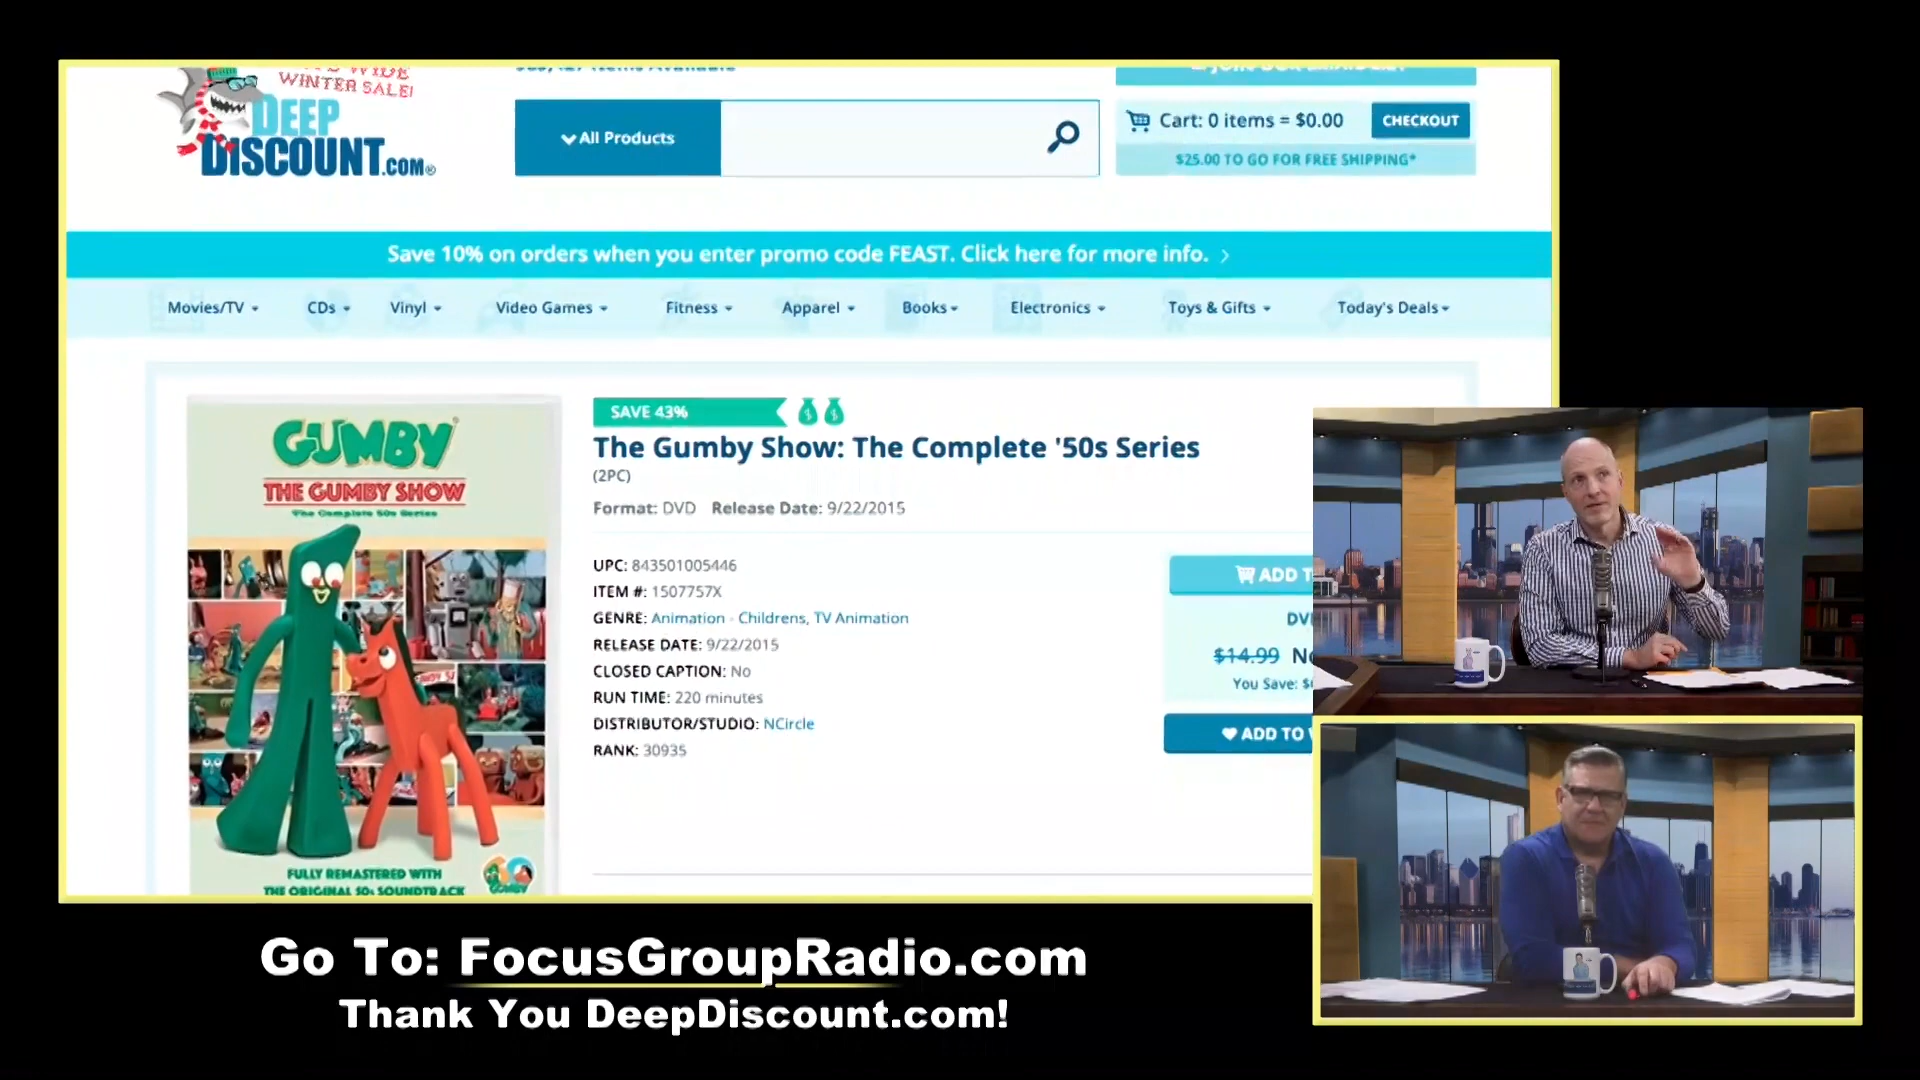 WINTER SALE!
DEEP
DISCOUNT.COM®
All Products
Cart: 0 items = $0.00
CHECKOUT
$25.00 TO GO FOR FREE SHIPPING*
Save 10% on orders when you enter promo code FEAST. Click here for more info. >
Movies/TV CDs Vinyl Video Games Fitness Apparel Books Electronics Toys & Gifts Today's Deals
GUMBY
THE GUMBY SHOW
The Complete 50s Series
FULLY REMASTERED WITH
THE ORIGINAL 50s SOUNDTRACK
GUMBY
SAVE 43%
The Gumby Show: The Complete '50s Series
(2PC)
Format: DVD Release Date: 9/22/2015
UPC: 843501005446
ITEM #: 1507757X
GENRE: Animation - Childrens, TV Animation
RELEASE DATE: 9/22/2015
CLOSED CAPTION: No
RUN TIME: 220 minutes
DISTRIBUTOR/STUDIO: NCircle
RANK: 30935
ADD T
DV
$14.99 N
You Save: $
ADD TO
Go To: FocusGroupRadio.com
Thank You DeepDiscount.com!